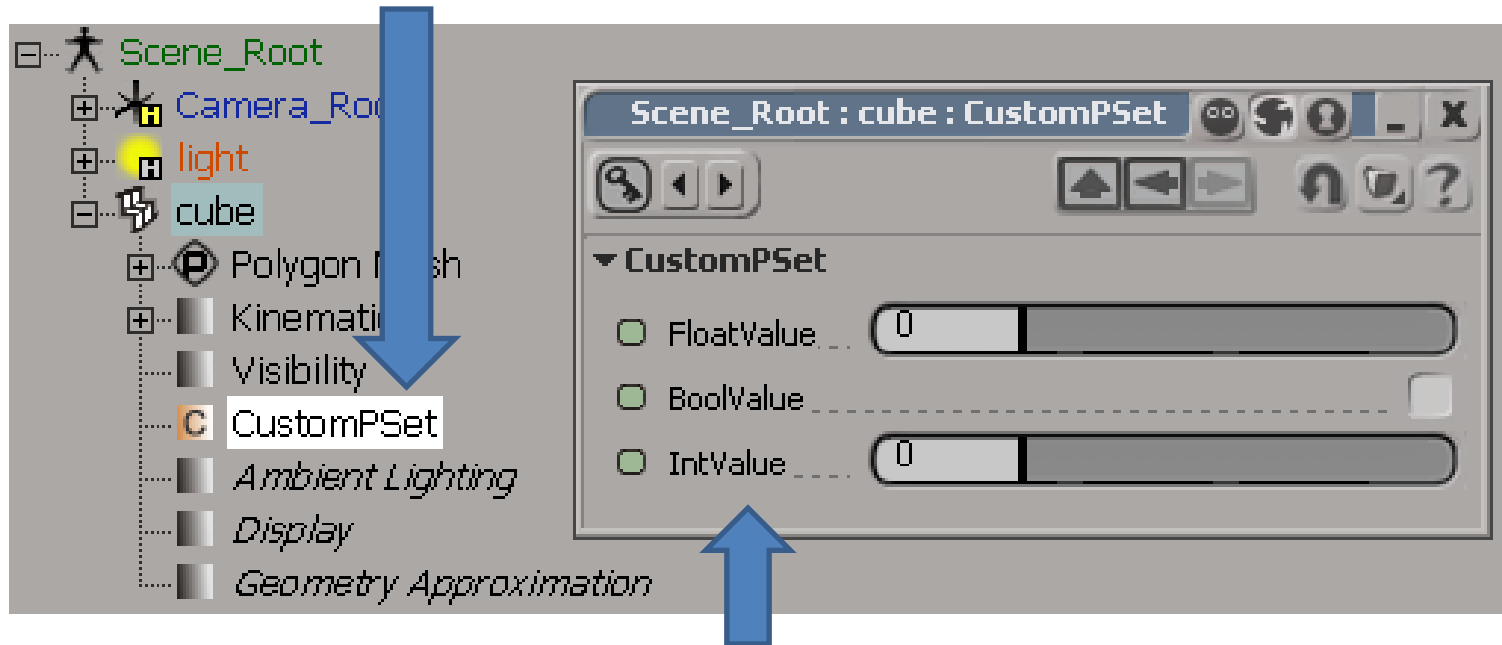 Scene_Root
Camera_Roo
light
cube
Polygon Mesh
Kinematic
Visibility
CustomPSet
Ambient Lighting
Display
Geometry Approximation
Scene_Root : cube : CustomPSet
CustomPSet
FloatValue 0
BoolValue
IntValue 0